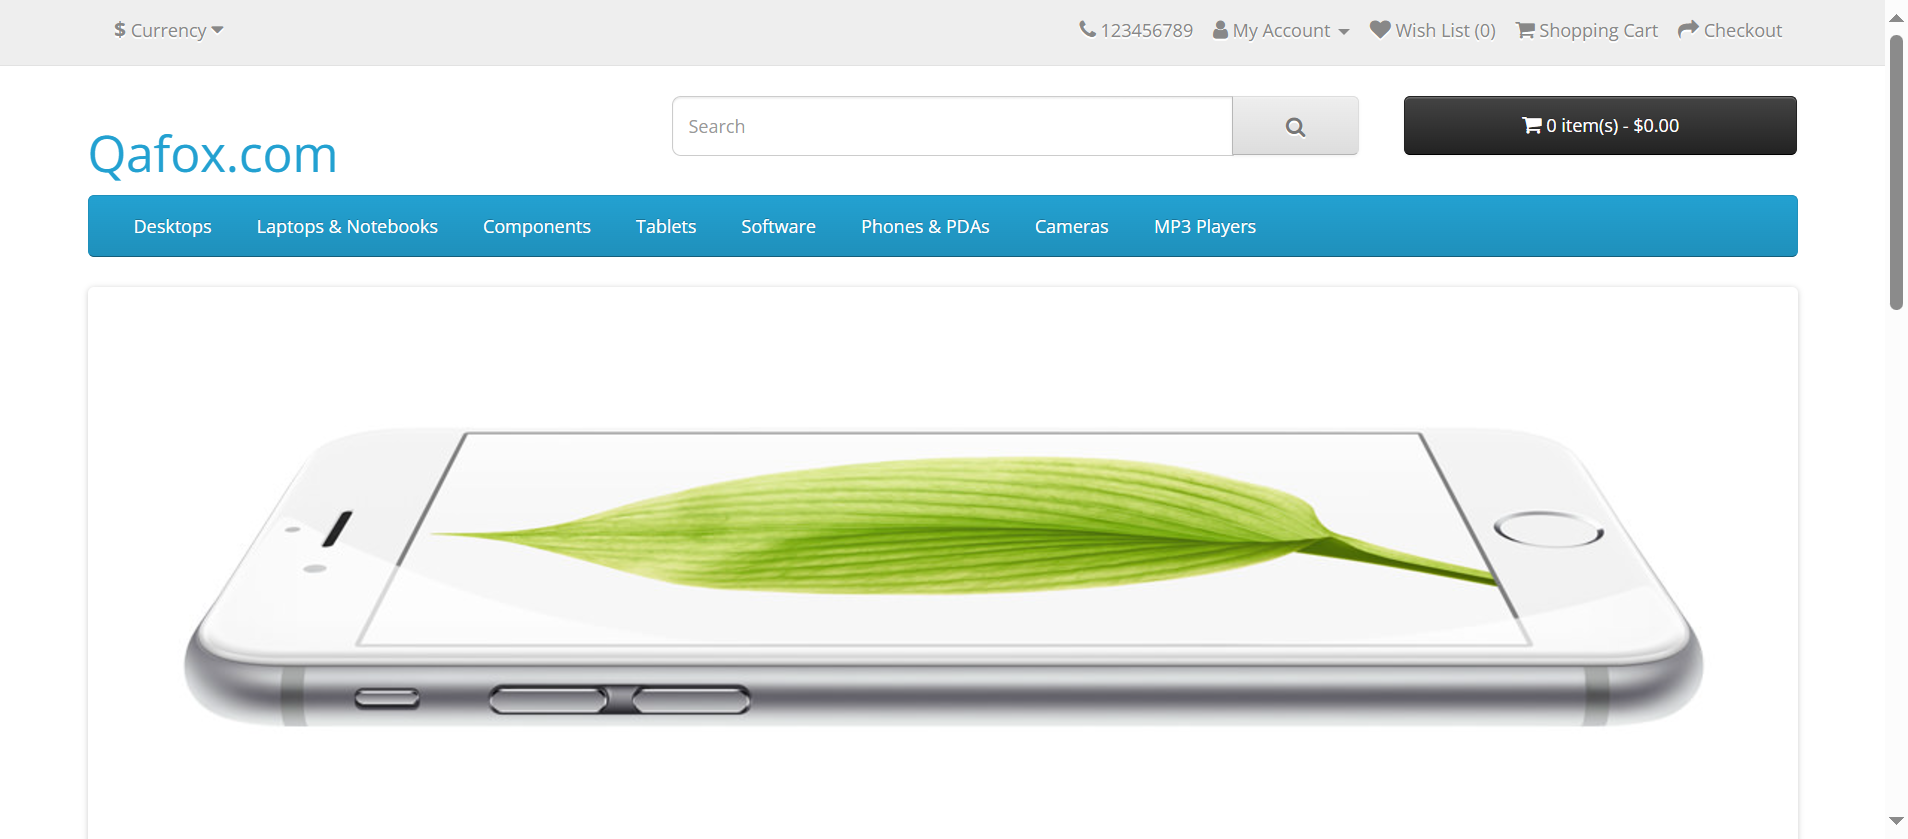 $ Currency
123456789 My Account Wish List (0) Shopping Cart Checkout
Search
0 item(s) - $0.00
Qafox.com
Desktops Laptops & Notebooks Components Tablets Software Phones & PDAs Cameras MP3 Players